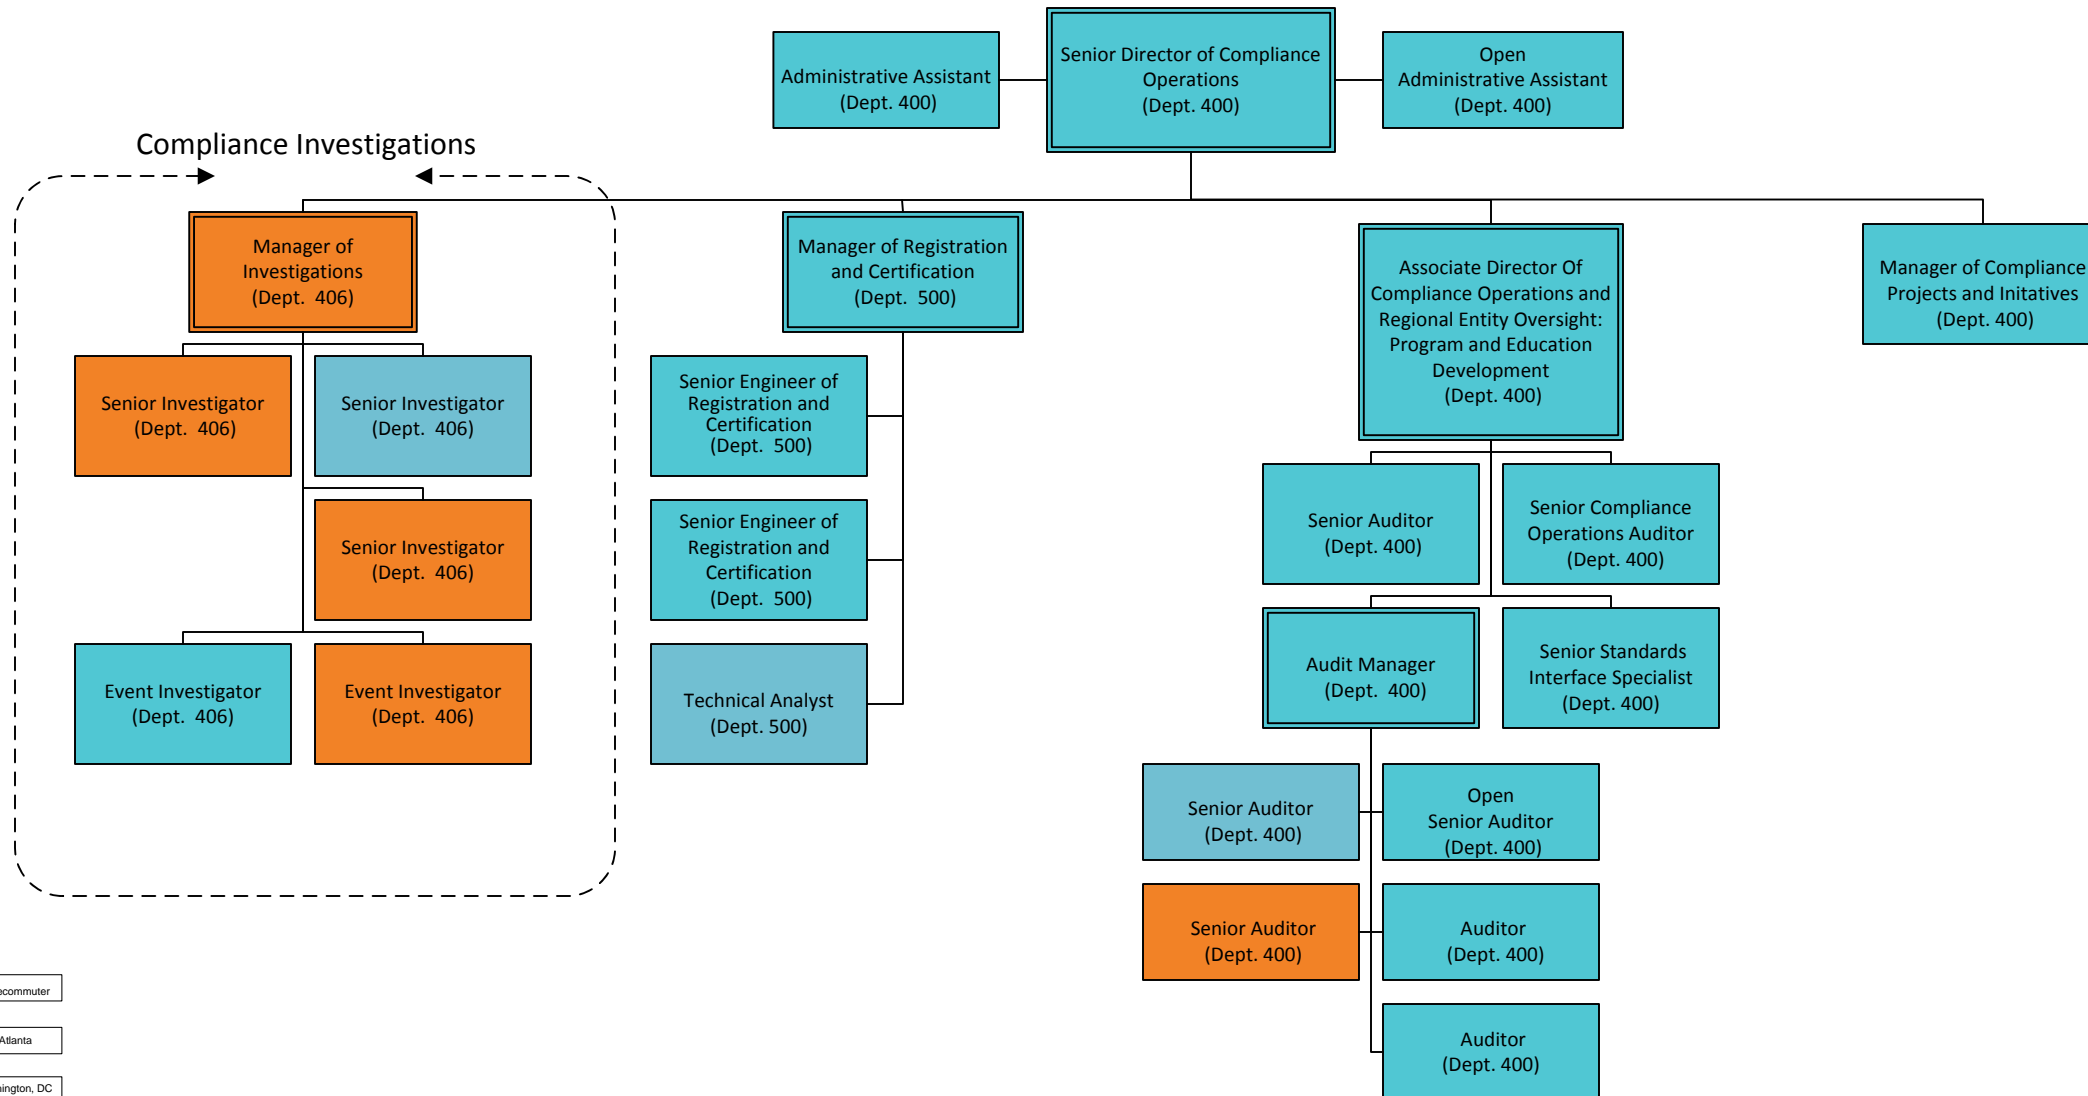 Administrative Assistant
(Dept. 400)
Senior Director of Compliance
Operations
(Dept. 400)
Open
Administrative Assistant
(Dept. 400)
Compliance Investigations
Manager of
Investigations
(Dept.  406)
Manager of Registration
and Certification
(Dept.  500)
Associate Director Of
Compliance Operations and
Regional Entity Oversight:
Program and Education
Development
(Dept. 400)
Manager of Compliance
Projects and Initatives
(Dept. 400)
Senior Investigator
(Dept.  406)
Senior Investigator
(Dept.  406)
Senior Investigator
(Dept.  406)
Event Investigator
(Dept. 406)
Event Investigator
(Dept. 406)
Senior Engineer of
Registration and
Certification
(Dept.  500)
Senior Engineer of
Registration and
Certification
(Dept.  500)
Technical Analyst
(Dept. 500)
Senior Auditor
(Dept. 400)
Senior Compliance
Operations Auditor
(Dept. 400)
Audit Manager
(Dept.  400)
Senior Standards
Interface Specialist
(Dept. 400)
Senior Auditor
(Dept. 400)
Open
Senior Auditor
(Dept. 400)
Senior Auditor
(Dept. 400)
Auditor
(Dept. 400)
Auditor
(Dept. 400)
Atlanta
DC